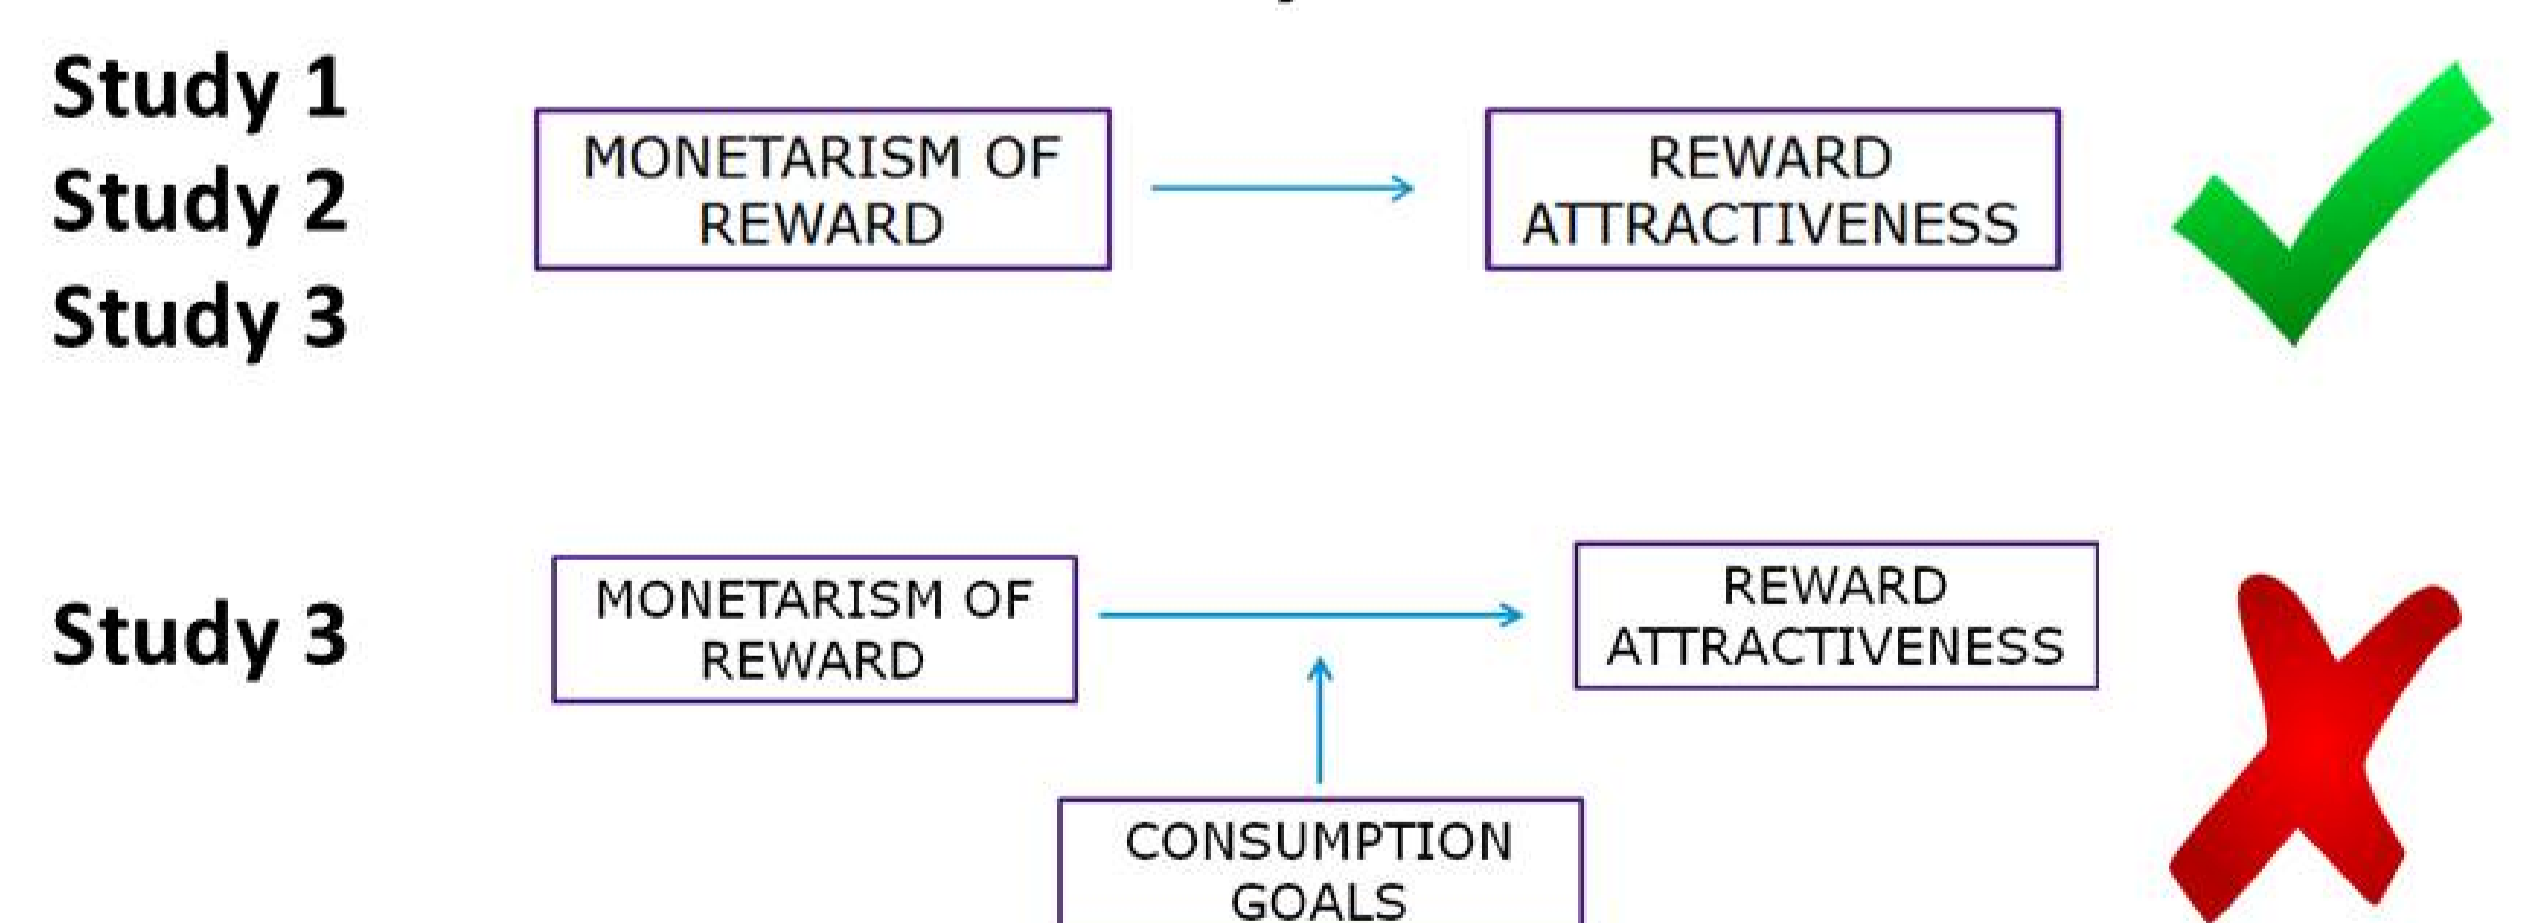 Study 1
Study 2
Study 3
MONETARISM OF
REWARD
REWARD
ATTRACTIVENESS
Study 3
MONETARISM OF
REWARD
REWARD
ATTRACTIVENESS
CONSUMPTION
GOALS